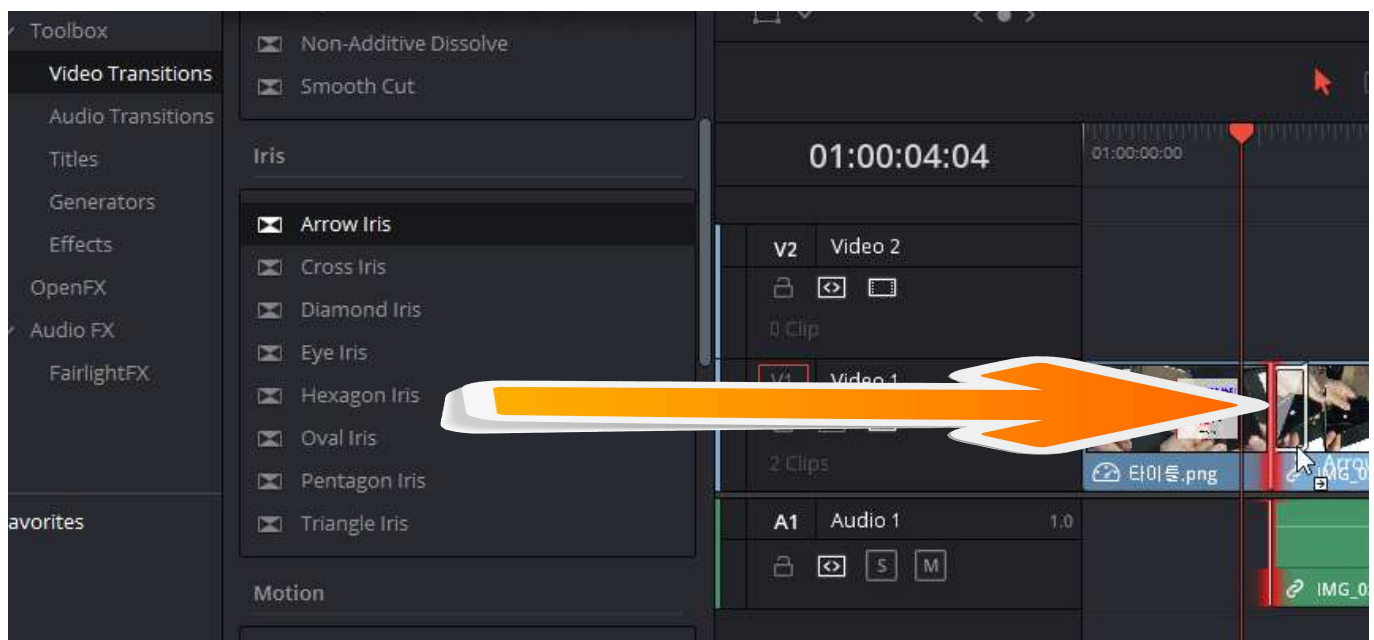 Toolbox
Video Transitions
Audio Transitions
Titles
Generators
Effects
OpenFX
Audio FX
FairlightFX
avorites
Non-Additive Dissolve
Smooth Cut
Iris
Arrow Iris
Cross Iris
Diamond Iris
Eye Iris
Hexagon Iris
Oval Iris
Pentagon Iris
Triangle Iris
Motion
01:00:04:04
01:00:00:00
V2 Video 2
0 Clip
V1 Video 1
2 Clips
타이틀.png
Arrow
IMG_0
A1 Audio 1 1.0
S M
IMG_0